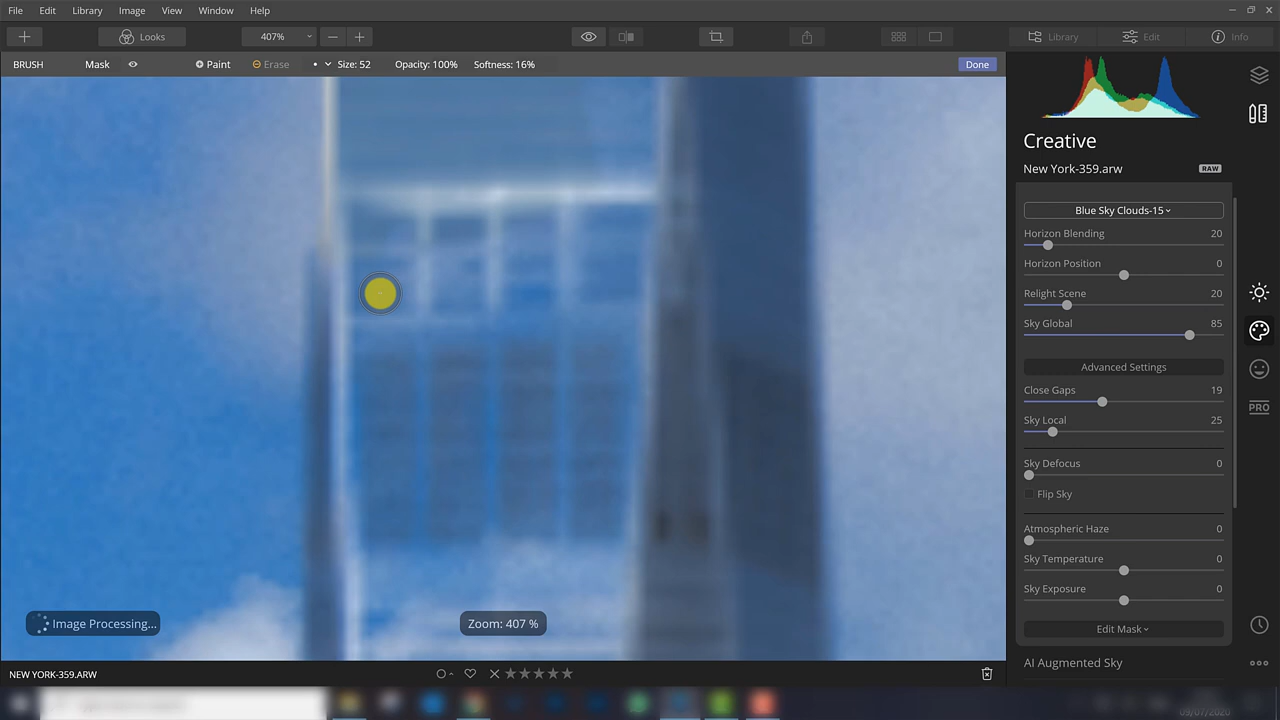 File Edit Library Image View Window Help
Looks 407% Library Edit Info
BRUSH Mask Paint Erase Size: 52 Opacity: 100% Softness: 16% Done
Creative
New York-359.arw RAW
Blue Sky Clouds-15
Horizon Blending 20
Horizon Position 0
Relight Scene 20
Sky Global 85
Advanced Settings
Close Gaps 19
Sky Local 25
Sky Defocus 0
Flip Sky
Atmospheric Haze 0
Sky Temperature 0
Sky Exposure 0
Edit Mask
AI Augmented Sky
PRO
Image Processing...
Zoom: 407 %
NEW YORK-359.ARW
09/07/2020